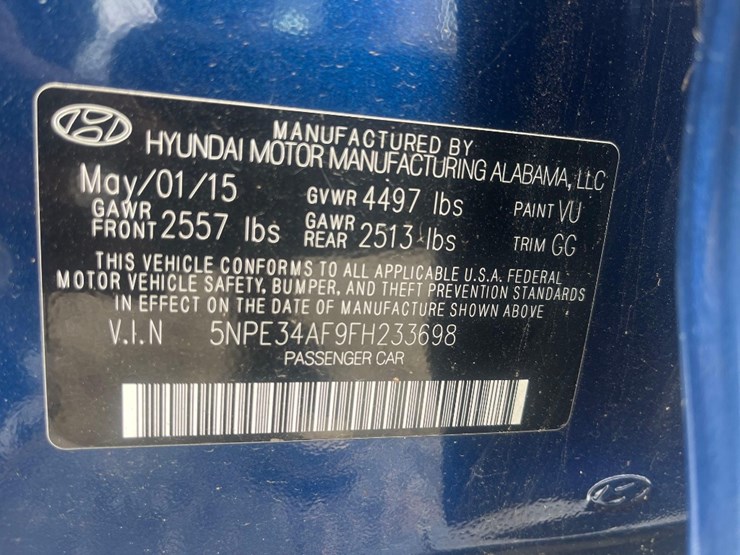 MANUFACTURED BY
HYUNDAI MOTOR MANUFACTURING ALABAMA, LLC
May/01/15 GVWR 4497 lbs PAINT VU
GAWR FRONT 2557 lbs GAWR REAR 2513 lbs TRIM GG
THIS VEHICLE CONFORMS TO ALL APPLICABLE U.S.A. FEDERAL
MOTOR VEHICLE SAFETY, BUMPER, AND THEFT PREVENTION STANDARDS
IN EFFECT ON THE DATE OF MANUFACTURE SHOWN ABOVE
V.I.N 5NPE34AF9FH233698
PASSENGER CAR